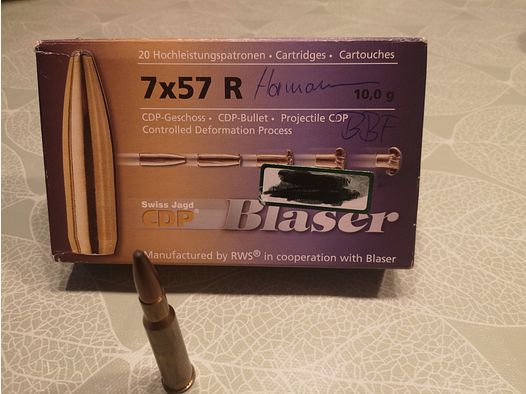 20 Hochleistungspatronen • Cartridges • Cartouches
7x57 R
10,0 g
CDP-Geschoss • CDP-Bullet • Projectile CDP
BBF
Controlled Deformation Process
Swiss Jagd
CDP® Blaser
Manufactured by RWS® in cooperation with Blaser